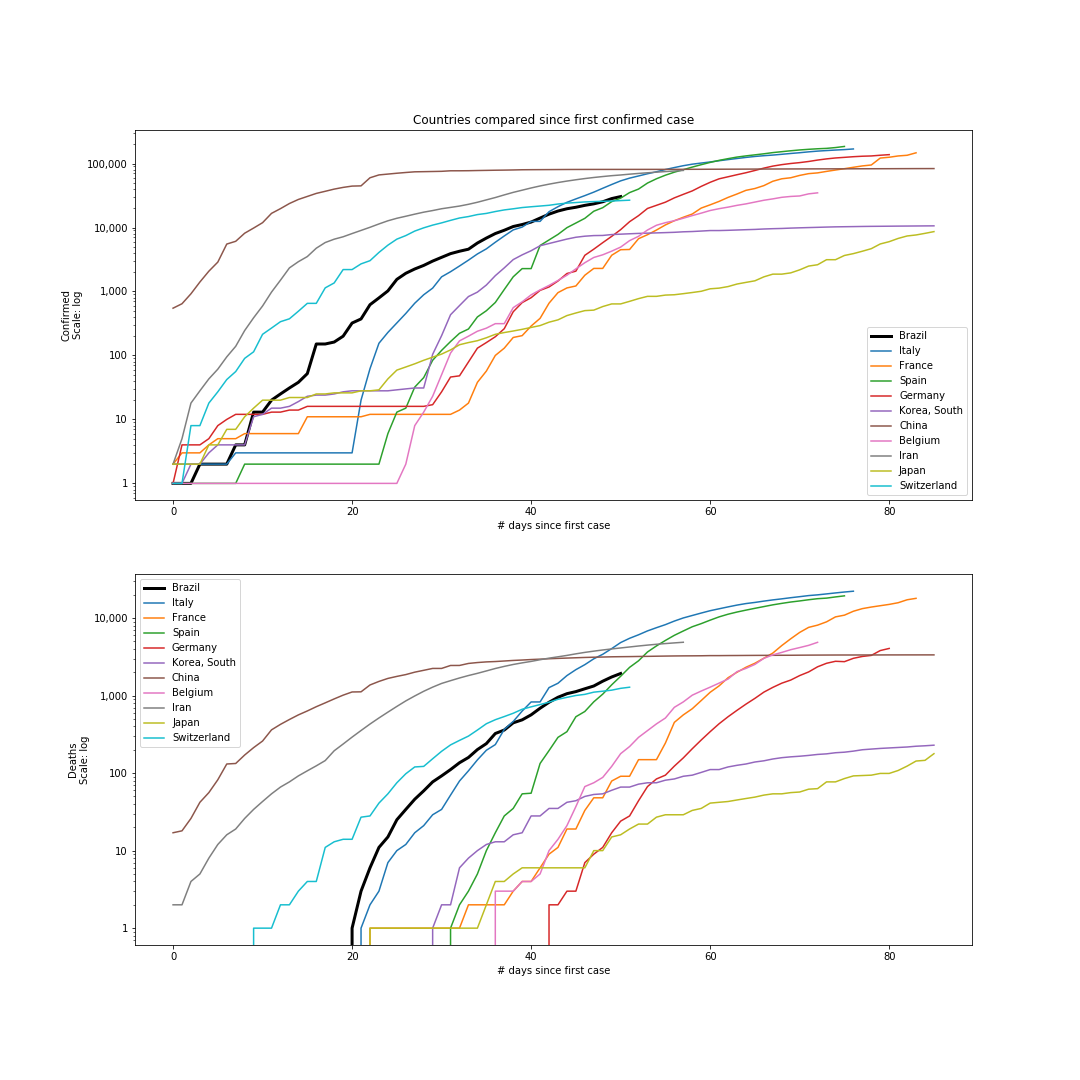 Countries compared since first confirmed case
Confirmed
Scale: log
100,000
10,000
1,000
100
10
1
0
20
40
60
80
# days since first case
Brazil
Italy
France
Spain
Germany
Korea, South
China
Belgium
Iran
Japan
Switzerland
Deaths
Scale: log
10,000
1,000
100
10
1
Brazil
Italy
France
Spain
Germany
Korea, South
China
Belgium
Iran
Japan
Switzerland
0
20
40
60
80
# days since first case